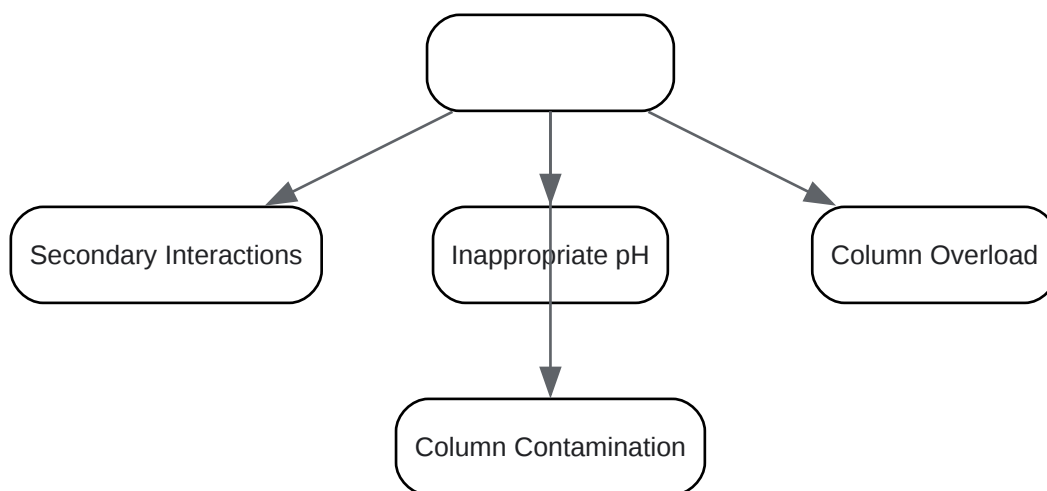 Secondary Interactions
Inappropriate pH
Column Overload
Column Contamination